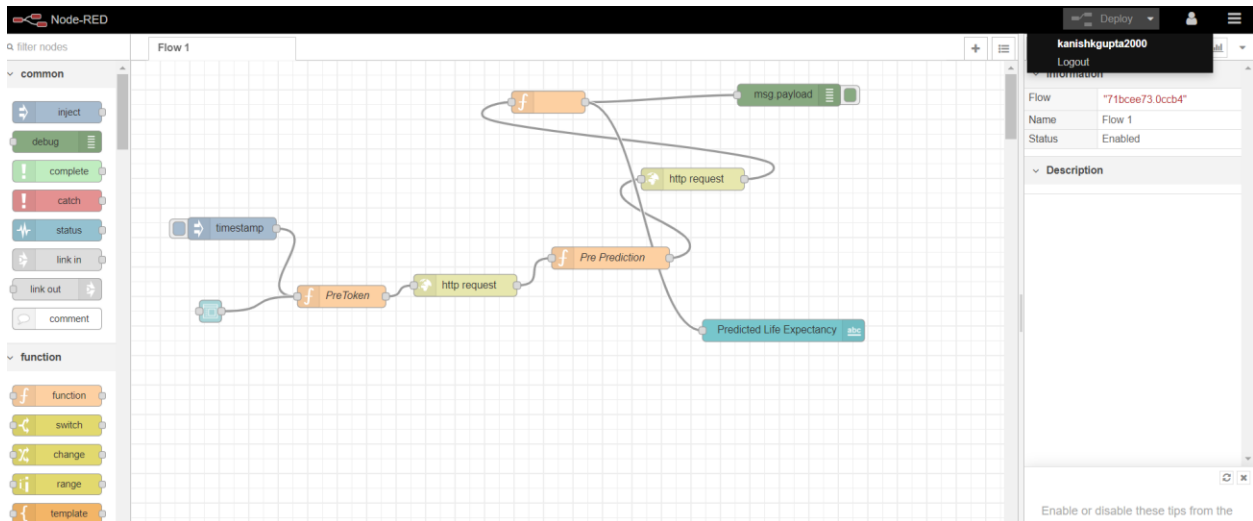 Node-RED
Deploy
filter nodes
Flow 1
kanishkgupta2000
Logout
common
inject
debug
complete
catch
status
link in
link out
comment
function
function
switch
change
range
template
msg.payload
http request
timestamp
Pre Prediction
http request
PreToken
Predicted Life Expectancy
abc
Information
Flow "71bcee73.0ccb4"
Name Flow 1
Status Enabled
Description
Enable or disable these tips from the